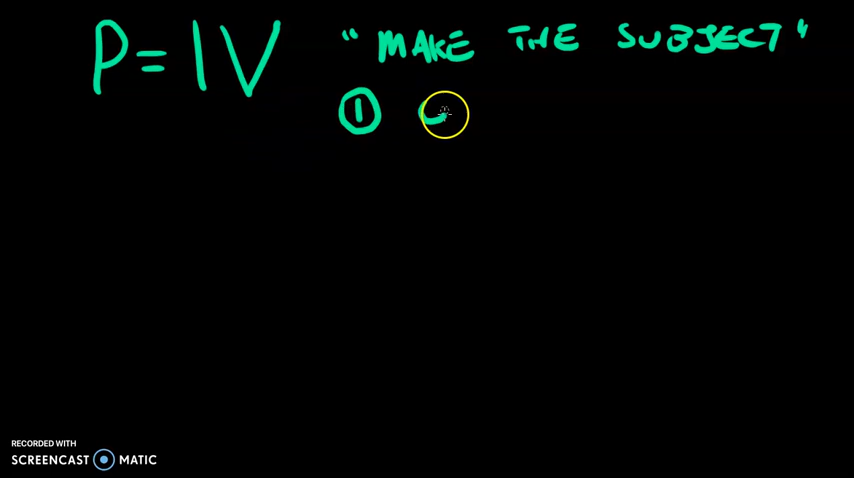 P = IV "MAKE THE SUBJECT"
①
RECORDED WITH
SCREENCAST MATIC